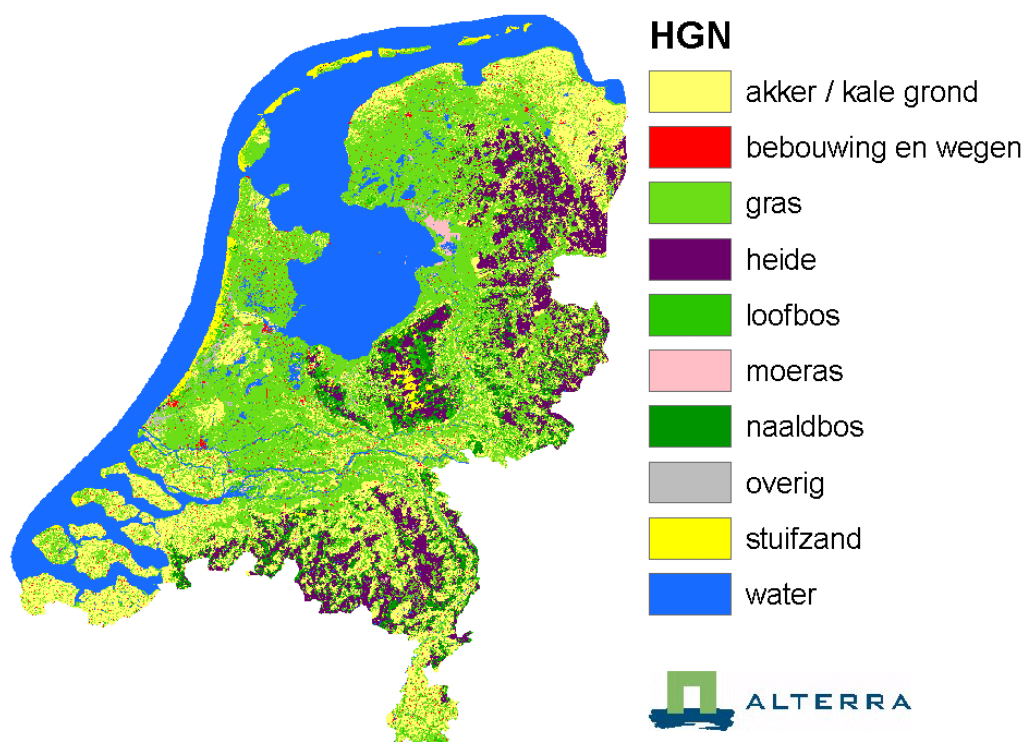 HGN
akker / kale grond
bebouwing en wegen
gras
heide
loofbos
moeras
naaldbos
overig
stuifzand
water
ALTERRA